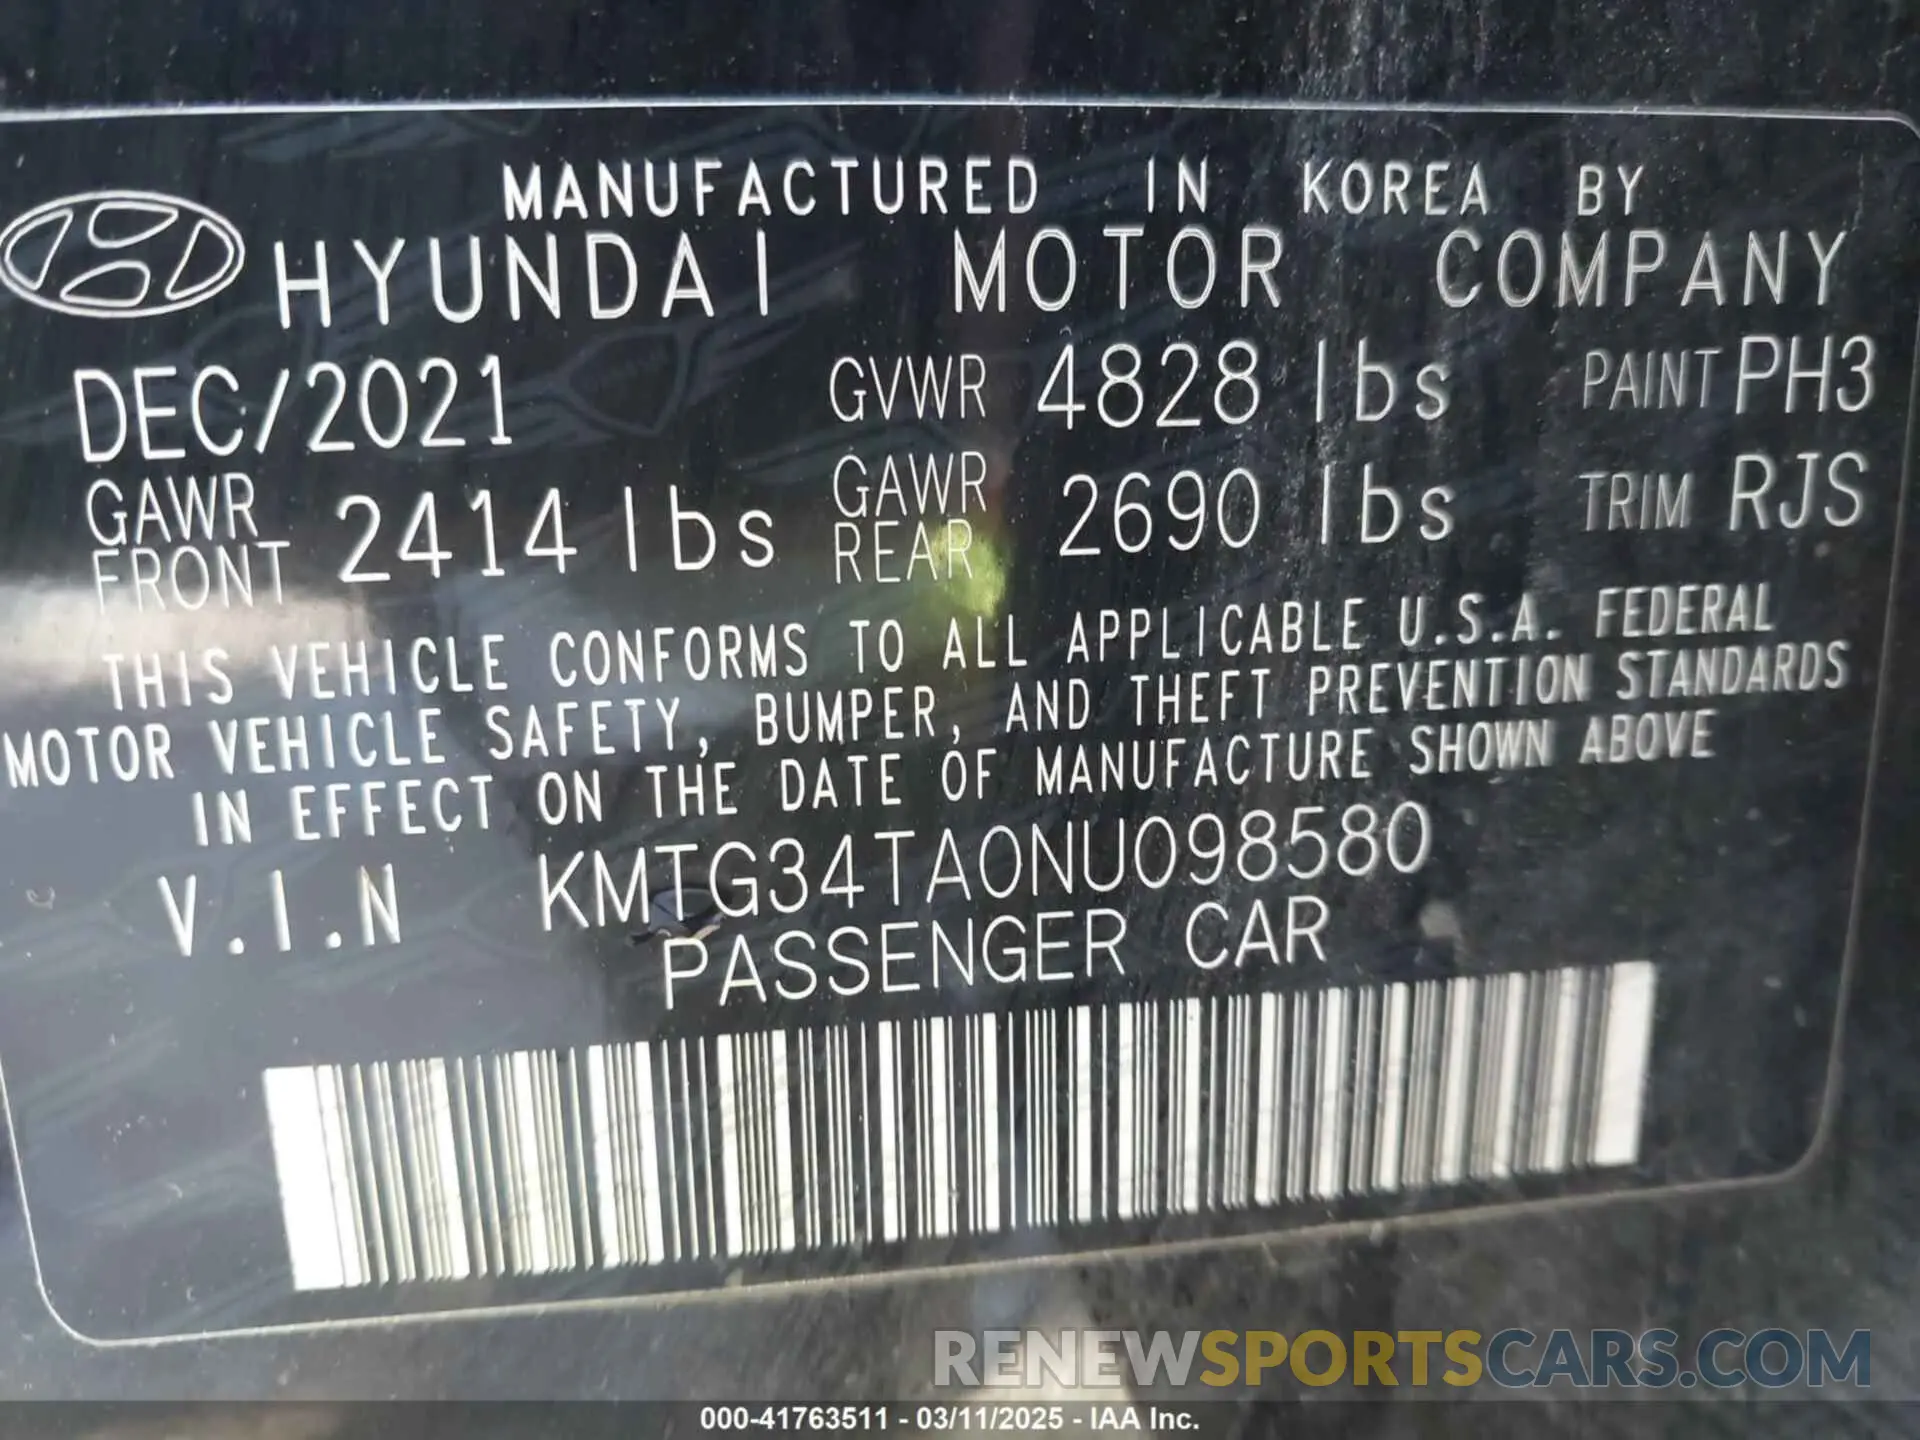 MANUFACTURED IN KOREA BY
HYUNDAI MOTOR COMPANY
DEC/2021 GVWR 4828 lbs PAINT PH3
GAWR FRONT 2414 lbs GAWR REAR 2690 lbs TRIM RJS
THIS VEHICLE CONFORMS TO ALL APPLICABLE U.S.A. FEDERAL
MOTOR VEHICLE SAFETY, BUMPER, AND THEFT PREVENTION STANDARDS
IN EFFECT ON THE DATE OF MANUFACTURE SHOWN ABOVE
V.I.N KMTG34TA0NU098580
PASSENGER CAR
RENEWSPORTSCARS.COM
000-41763511 - 03/11/2025 - IAA Inc.